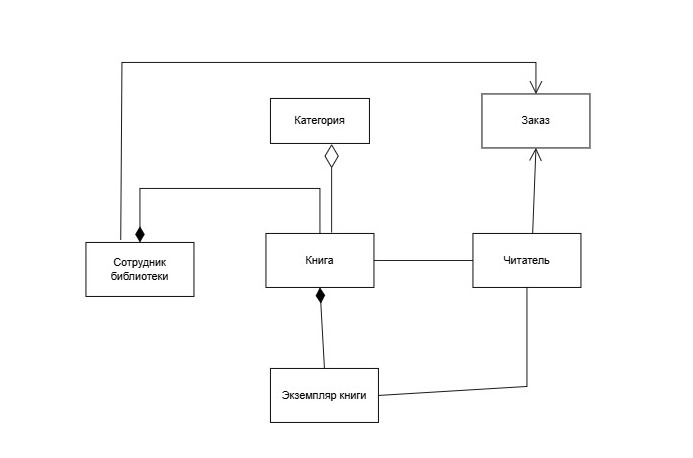 Категория
Заказ
Сотрудник
библиотеки
Книга
Читатель
Экземпляр книги